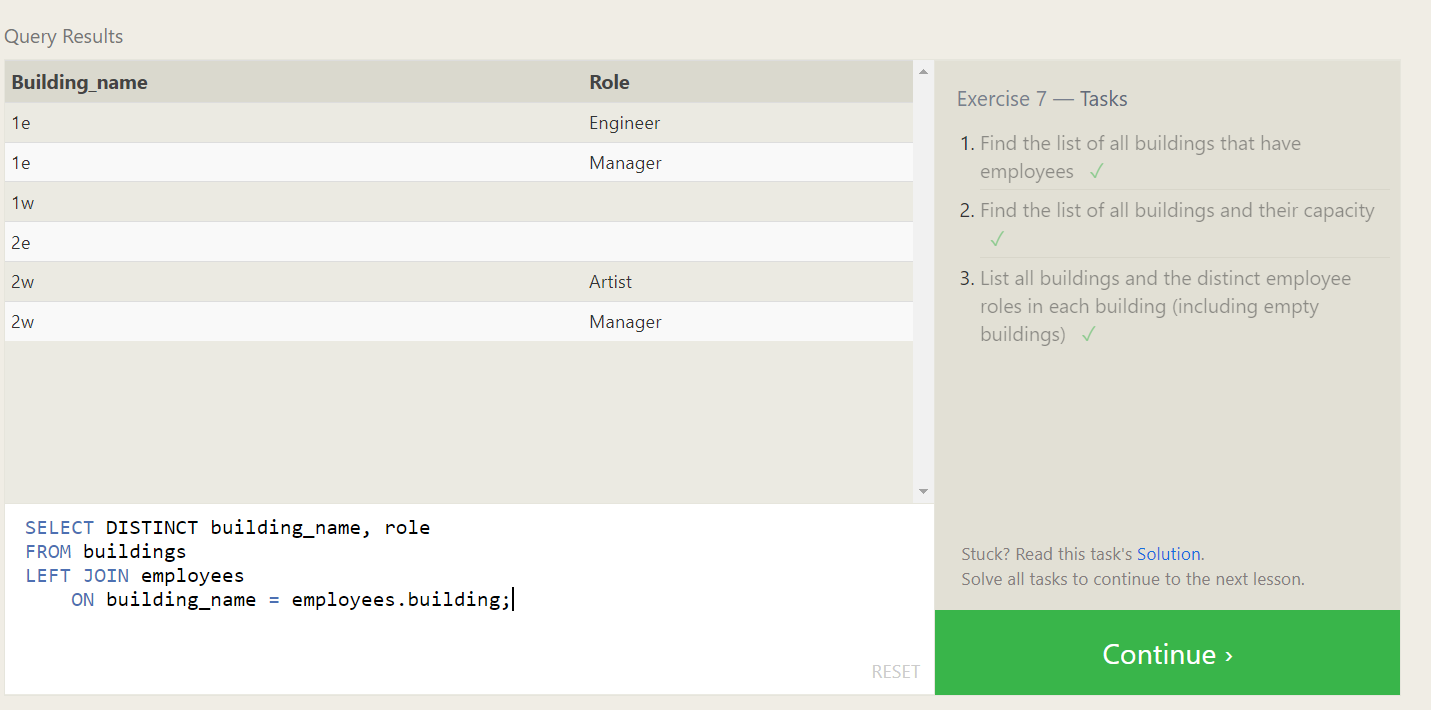 Query Results
Building_name Role
1e Engineer
1e Manager
1w
2e
2w Artist
2w Manager
SELECT DISTINCT building_name, role
FROM buildings
LEFT JOIN employees
    ON building_name = employees.building;
RESET
Exercise 7 — Tasks
1. Find the list of all buildings that have
employees ✓
2. Find the list of all buildings and their capacity
✓
3. List all buildings and the distinct employee
roles in each building (including empty
buildings) ✓
Stuck? Read this task's Solution.
Solve all tasks to continue to the next lesson.
Continue ›